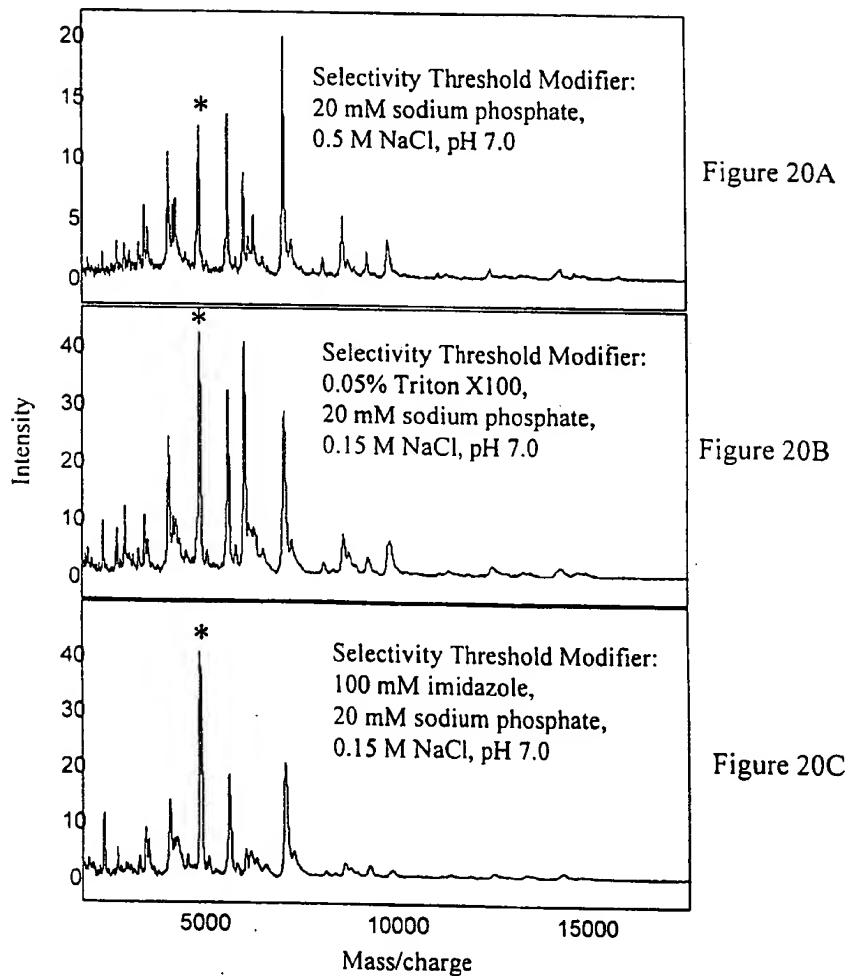 20
15
10
5
0
*
Selectivity Threshold Modifier:
20 mM sodium phosphate,
0.5 M NaCl, pH 7.0
Figure 20A
40
30
20
10
0
*
Selectivity Threshold Modifier:
0.05% Triton X100,
20 mM sodium phosphate,
0.15 M NaCl, pH 7.0
Figure 20B
Intensity
40
30
20
10
0
*
Selectivity Threshold Modifier:
100 mM imidazole,
20 mM sodium phosphate,
0.15 M NaCl, pH 7.0
Figure 20C
5000
10000
15000
Mass/charge